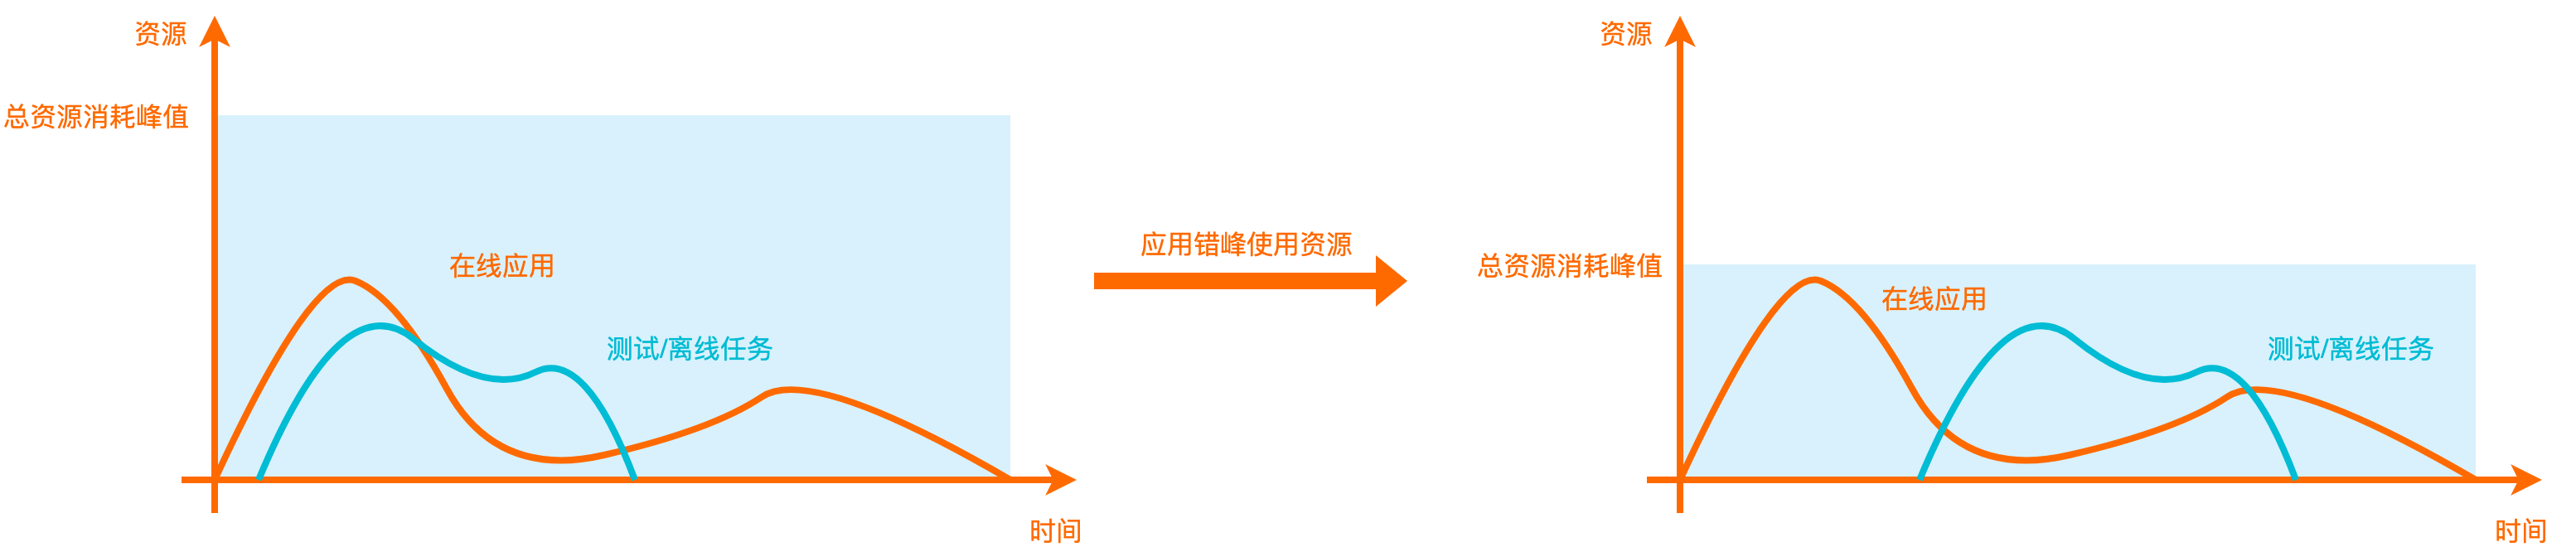 资源
总资源消耗峰值
在线应用
测试/离线任务
时间
应用错峰使用资源
资源
总资源消耗峰值
在线应用
测试/离线任务
时间